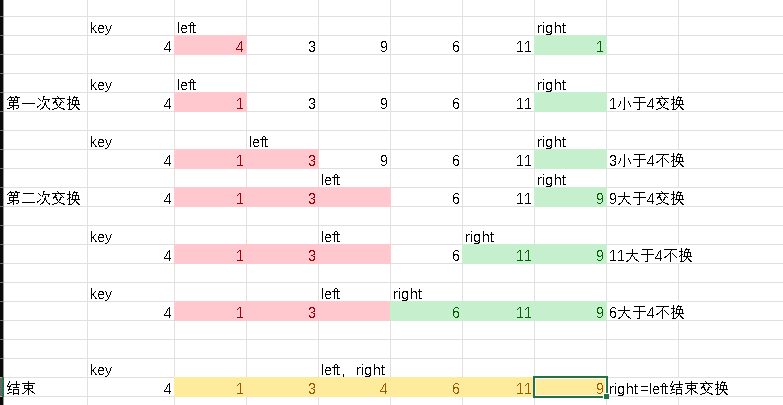 key left right
4 4 3 9 6 11 1
key left right
第一次交换 4 1 3 9 6 11 1小于4交换
key left right
4 1 3 9 6 11 3小于4不换
left right
第二次交换 4 1 3 6 11 9 9大于4交换
key left right
4 1 3 6 11 9 11大于4不换
key left right
4 1 3 6 11 9 6大于4不换
key left，right
结束 4 1 3 4 6 11 9 right=left结束交换